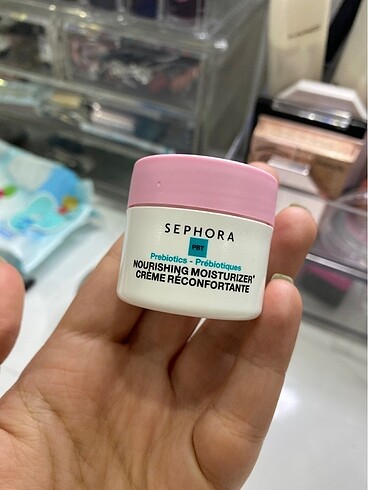 SEPHORA
PBT
Prebiotics - Prébiotiques
NOURISHING MOISTURIZER*
CRÈME RÉCONFORTANTE